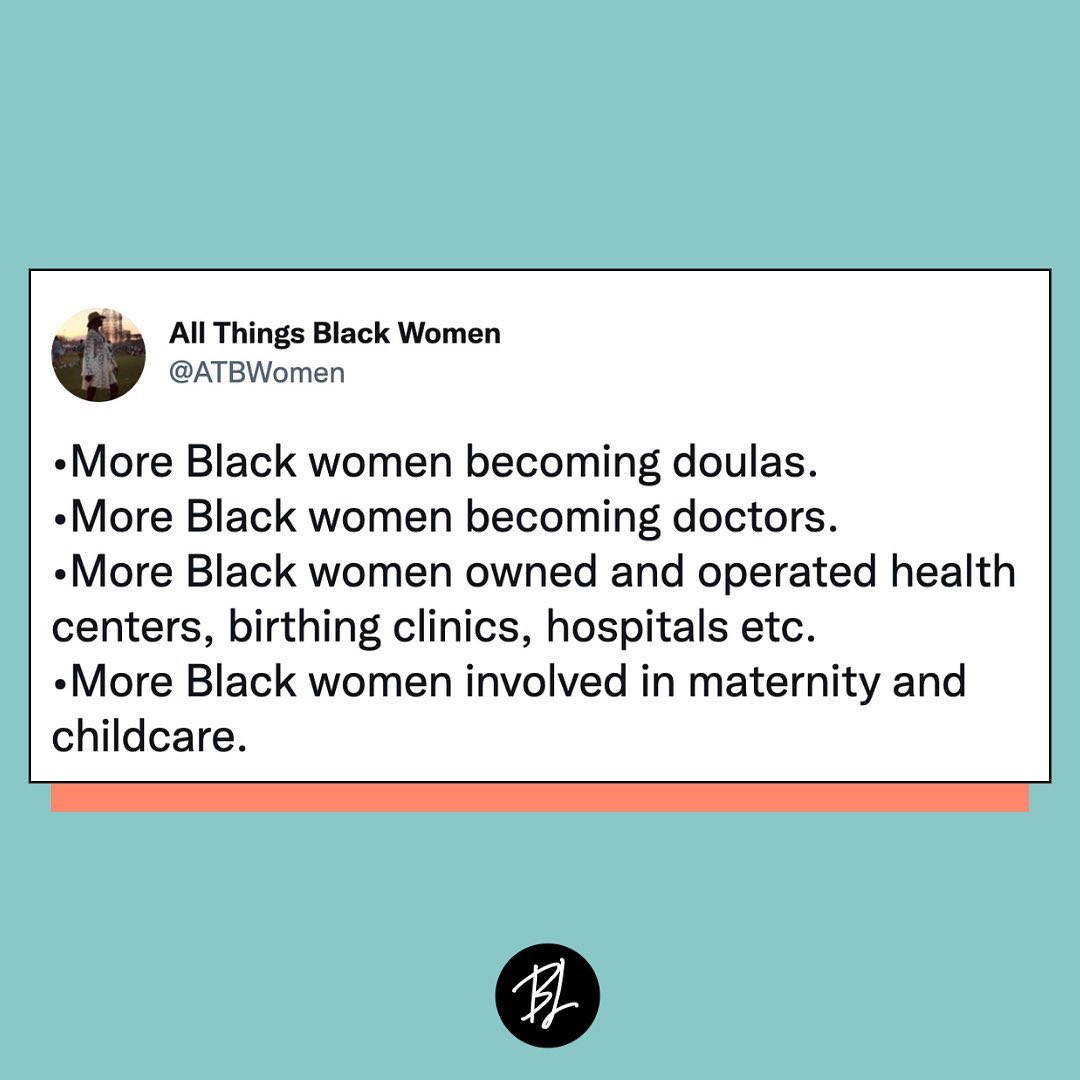 All Things Black Women
@ATBWomen
•More Black women becoming doulas.
•More Black women becoming doctors.
•More Black women owned and operated health
centers, birthing clinics, hospitals etc.
•More Black women involved in maternity and
childcare.
BL